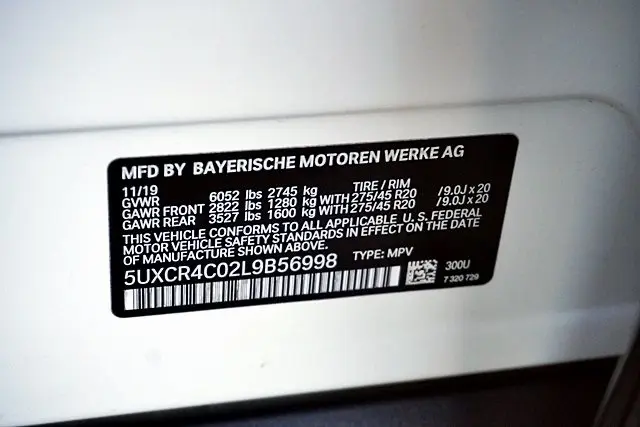 MFD BY BAYERISCHE MOTOREN WERKE AG
11/19 TIRE / RIM
GVWR 6052 lbs 2745 kg
GAWR FRONT 2822 lbs 1280 kg WITH 275/45 R20 /9.0J x 20
GAWR REAR 3527 lbs 1600 kg WITH 275/45 R20 /9.0J x 20
THIS VEHICLE CONFORMS TO ALL APPLICABLE U. S. FEDERAL
MOTOR VEHICLE SAFETY STANDARDS IN EFFECT ON THE DATE
OF MANUFACTURE SHOWN ABOVE.
5UXCR4C02L9B56998 TYPE: MPV
300U
7 320 729